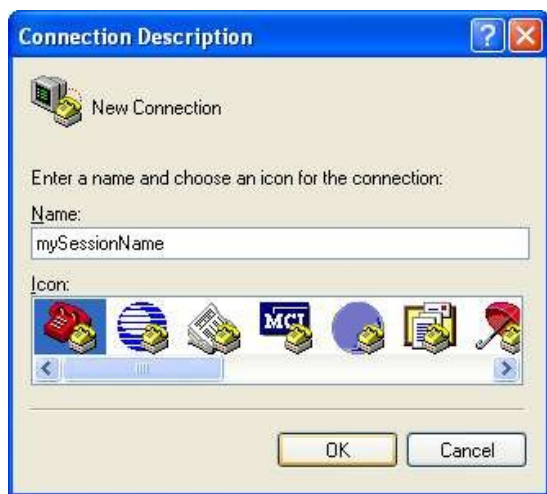 Connection Description
New Connection
Enter a name and choose an icon for the connection:
Name:
mySessionName
Icon:
MCI
OK Cancel